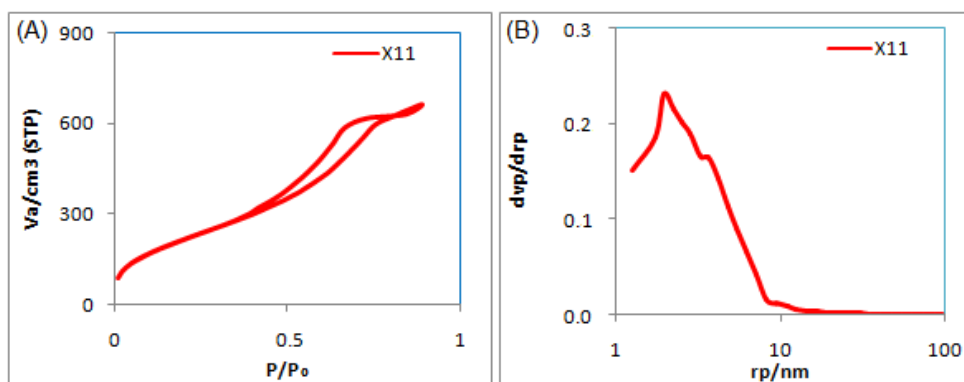 (A)
900
600
300
0
0
0.5
1
Va/cm3 (STP)
P/P₀
X11
(B)
0.3
0.2
0.1
0.0
1
10
100
dvp/drp
rp/nm
X11